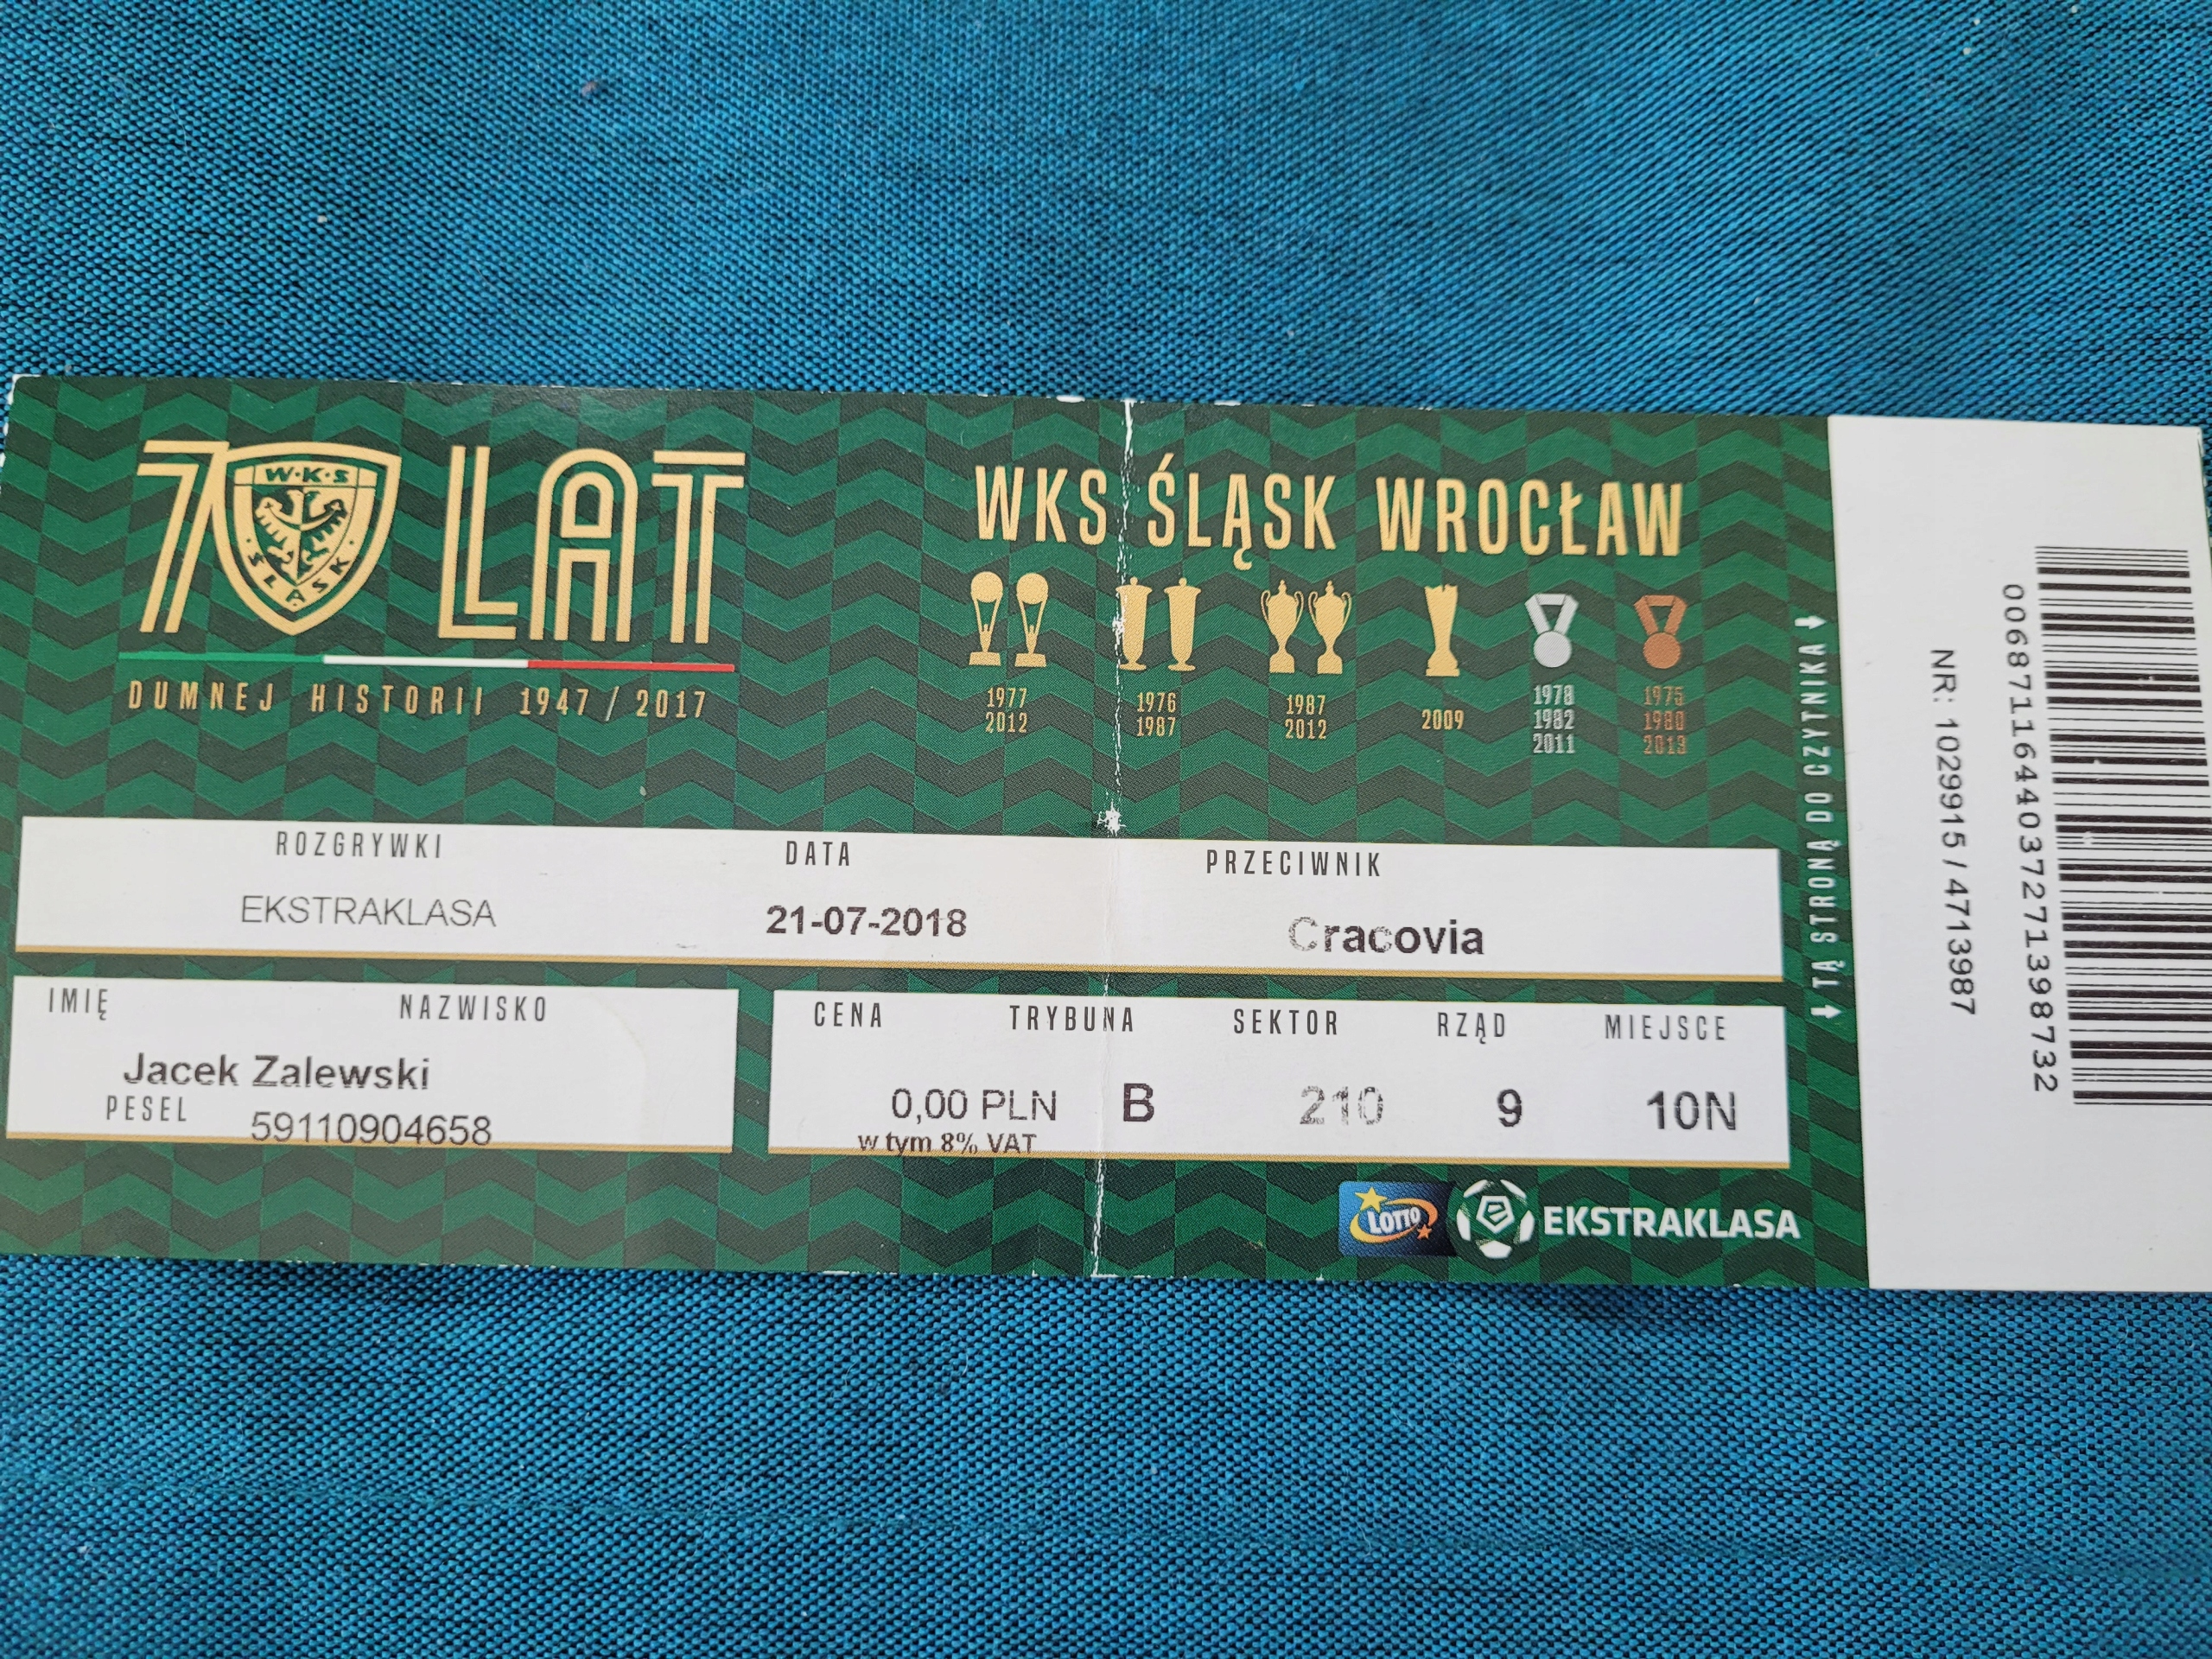 70 LAT
W·K·S
ŚLĄSK
DUMNEJ HISTORII 1947 / 2017
WKS ŚLĄSK WROCŁAW
1977
2012
1976
1987
1987
2012
2009
1978
1982
2011
1975
1980
2013
ROZGRYWKI DATA PRZECIWNIK
EKSTRAKLASA 21-07-2018 Cracovia
IMIĘ NAZWISKO
Jacek Zalewski
PESEL 59110904658
CENA TRYBUNA SEKTOR RZĄD MIEJSCE
0,00 PLN B 210 9 10N
w tym 8% VAT
LOTTO EKSTRAKLASA
TĄ STRONĄ DO CZYTNIKA
NR: 1029915 / 4713987
0068711644037271398732